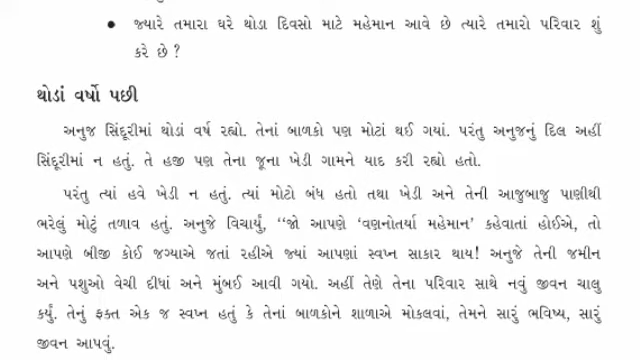 ● જ્યારે તમારા ઘરે થોડા દિવસો માટે મહેમાન આવે છે ત્યારે તમારો પરિવાર શું
કરે છે ?
થોડાં વર્ષો પછી
અનુજ સિંદૂરીમાં થોડાં વર્ષ રહ્યો. તેનાં બાળકો પણ મોટાં થઈ ગયાં. પરંતુ અનુજનું દિલ અહીં
સિંદૂરીમાં ન હતું. તે હજી પણ તેના જૂના ખેડી ગામને યાદ કરી રહ્યો હતો.
પરંતુ ત્યાં હવે ખેડી ન હતું. ત્યાં મોટો બંધ હતો તથા ખેડી અને તેની આજુબાજુ પાણીથી
ભરેલું મોટું તળાવ હતું. અનુજે વિચાર્યું, ‘‘જો આપણે ‘વણનોતર્યા મહેમાન’ કહેવાતાં હોઈએ, તો
આપણે બીજી કોઈ જગ્યાએ જતાં રહીએ જ્યાં આપણાં સ્વપ્ન સાકાર થાય! અનુજે તેની જમીન
અને પશુઓ વેચી દીધાં અને મુંબઈ આવી ગયો. અહીં તેણે તેના પરિવાર સાથે નવું જીવન ચાલુ
કર્યું. તેનું ફક્ત એક જ સ્વપ્ન હતું કે તેનાં બાળકોને શાળાએ મોકલવાં, તેમને સારું ભવિષ્ય, સારું
જીવન આપવું.